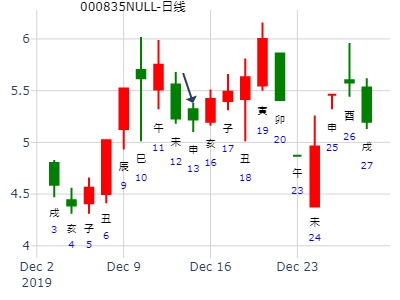 000835NULL-日线
6
5.5
5
4.5
4
戌
3
亥
4
子
5
丑
6
辰
9
巳
10
午
11
未
12
申
13
亥
16
子
17
丑
18
寅
19
卯
20
午
23
未
24
申
25
酉
26
戌
27
Dec 2
2019
Dec 9
Dec 16
Dec 23